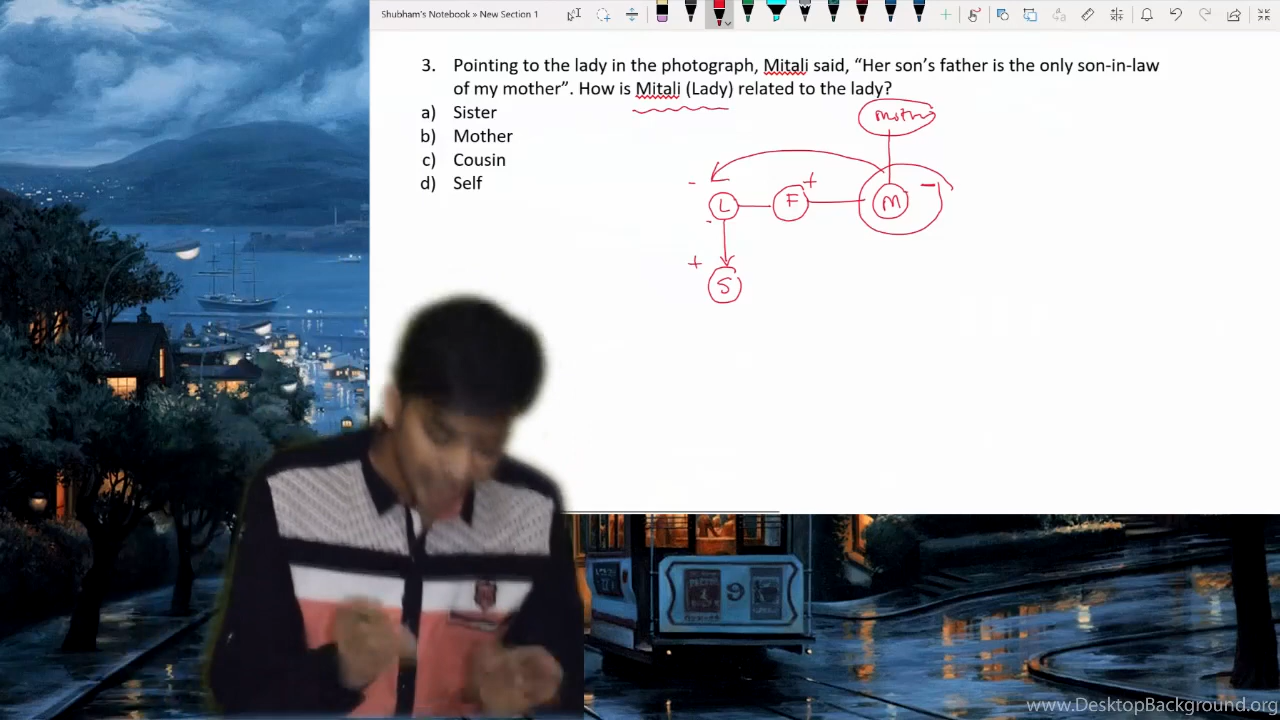 Shubham's Notebook » New Section 1
3. Pointing to the lady in the photograph, Mitali said, “Her son’s father is the only son-in-law
of my mother”. How is Mitali (Lady) related to the lady?
a) Sister
b) Mother
c) Cousin
d) Self
+
- L F M -
+ S
9
www.DesktopBackground.org